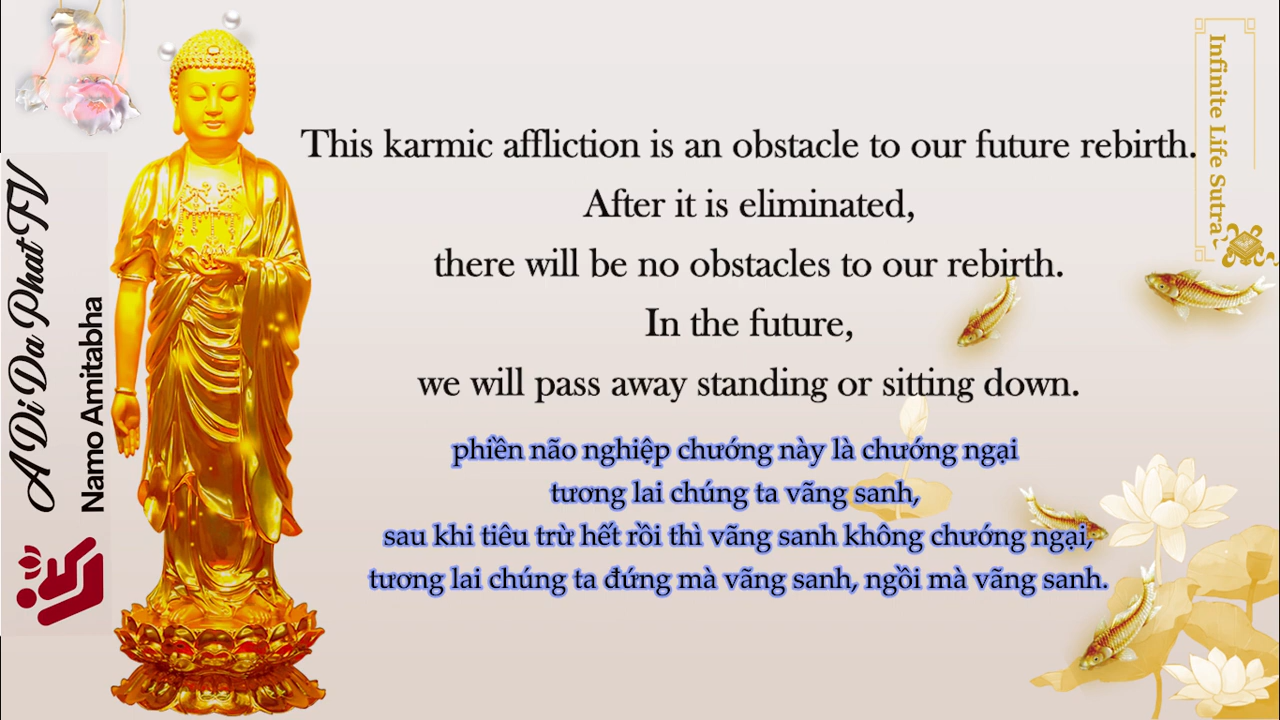 A Di Da Phat TV
Namo Amitabha
Infinite Life Sutra
This karmic affliction is an obstacle to our future rebirth.
After it is eliminated,
there will be no obstacles to our rebirth.
In the future,
we will pass away standing or sitting down.
phiền não nghiệp chướng này là chướng ngại
tương lai chúng ta vãng sanh,
sau khi tiêu trừ hết rồi thì vãng sanh không chướng ngại,
tương lai chúng ta đứng mà vãng sanh, ngồi mà vãng sanh.